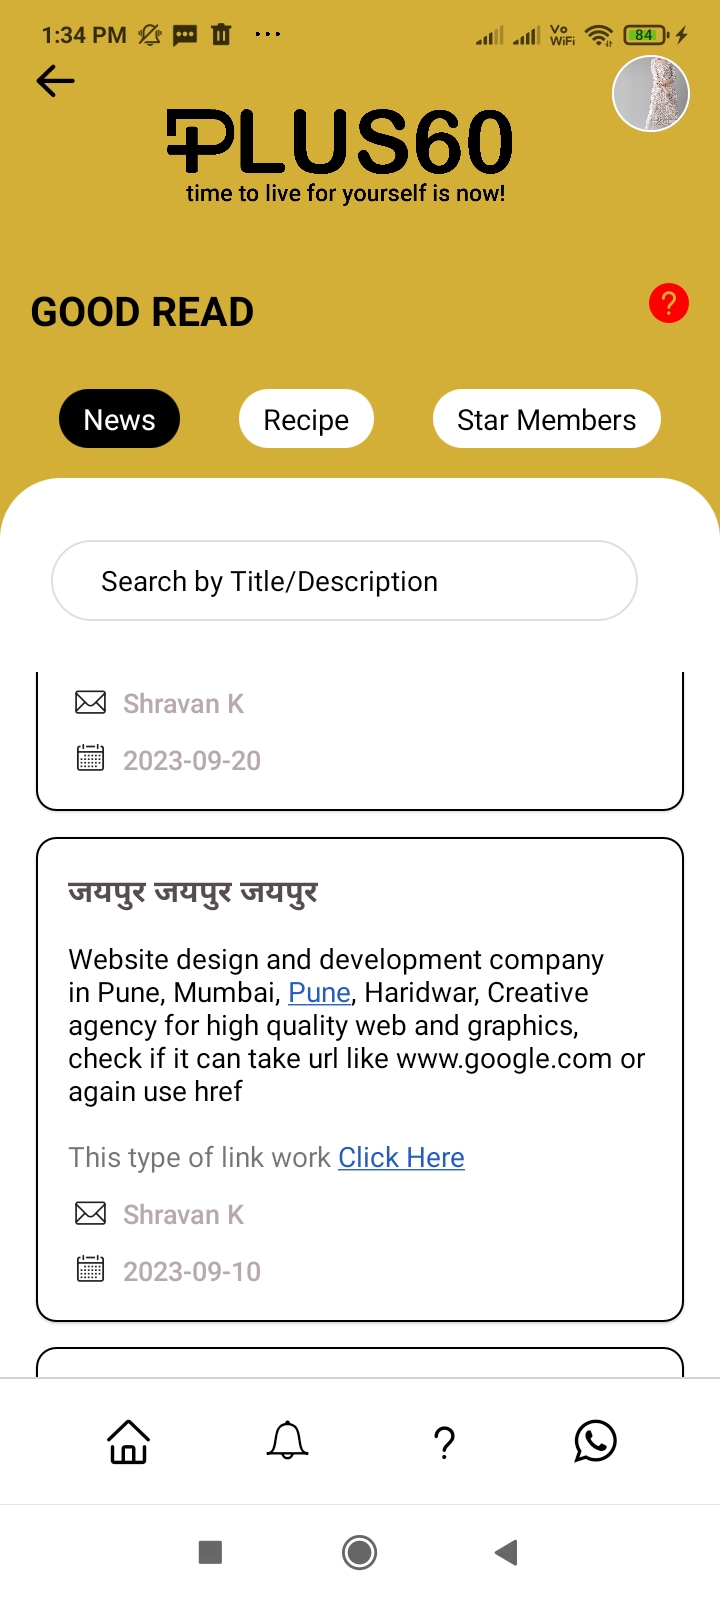 1:34 PM
Vo
WiFi
84
PLUS60
time to live for yourself is now!
GOOD READ
?
News
Recipe
Star Members
Search by Title/Description
Shravan K
2023-09-20
जयपुर जयपुर जयपुर
Website design and development company
in Pune, Mumbai, Pune, Haridwar, Creative
agency for high quality web and graphics,
check if it can take url like www.google.com or
again use href
This type of link work Click Here
Shravan K
2023-09-10
?